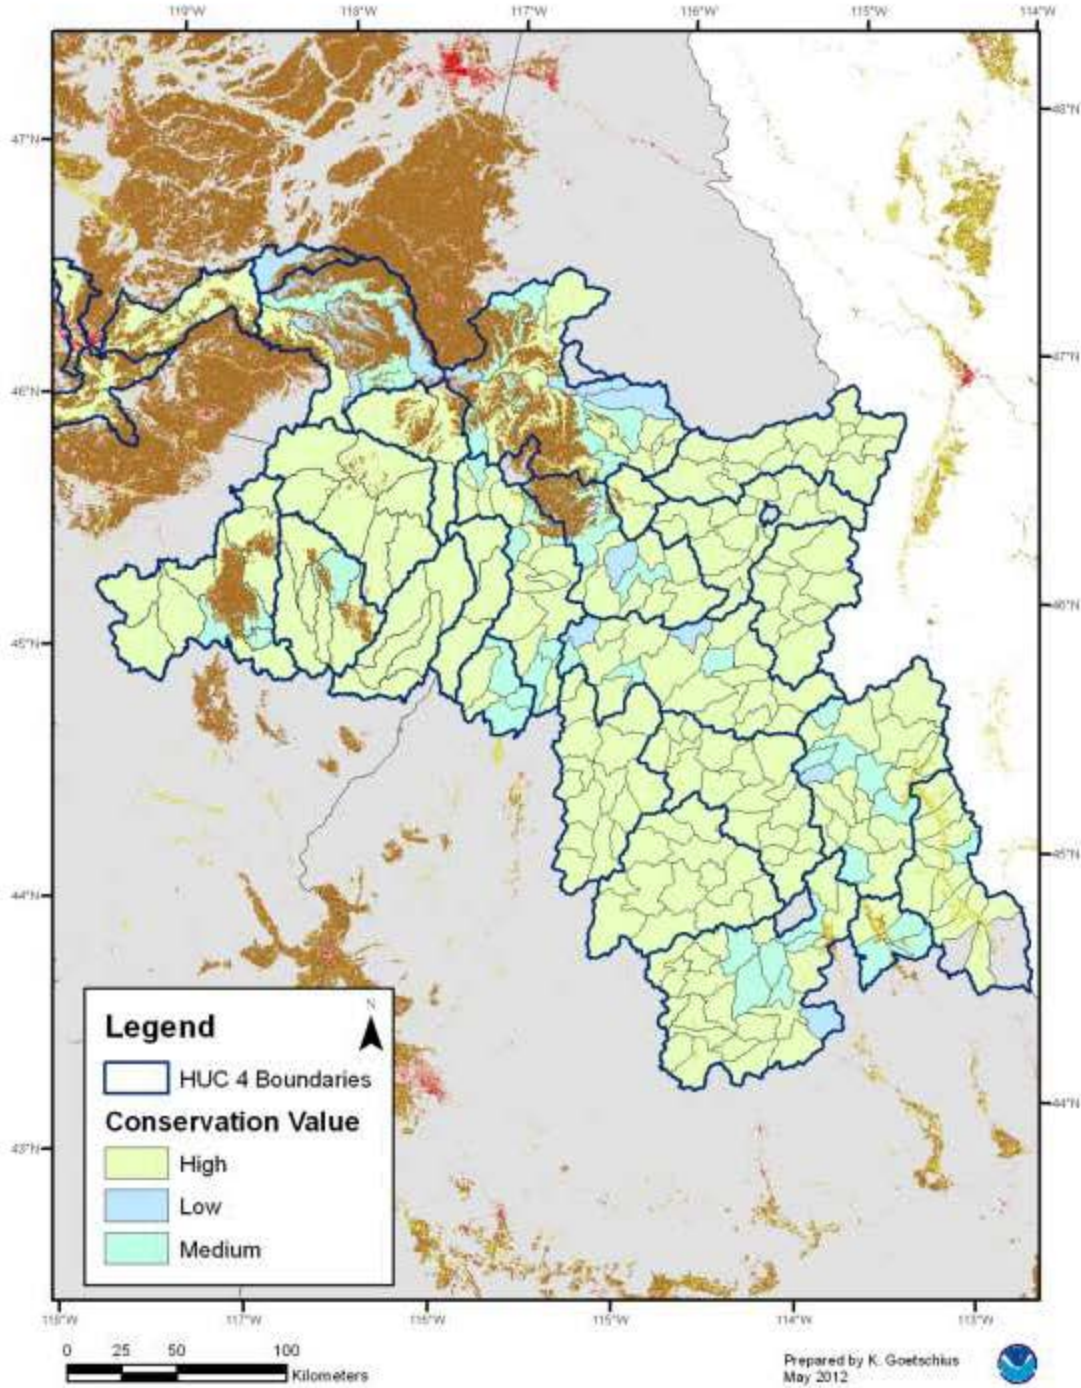 119°W 118°W 117°W 116°W 115°W 114°W
48°N
47°N
47°N
46°N
46°N
45°N
45°N
44°N
44°N
43°N
Legend
N
HUC 4 Boundaries
Conservation Value
High
Low
Medium
118°W 117°W 116°W 115°W 114°W 113°W
0 25 50 100
Kilometers
Prepared by K. Goetschius
May 2012